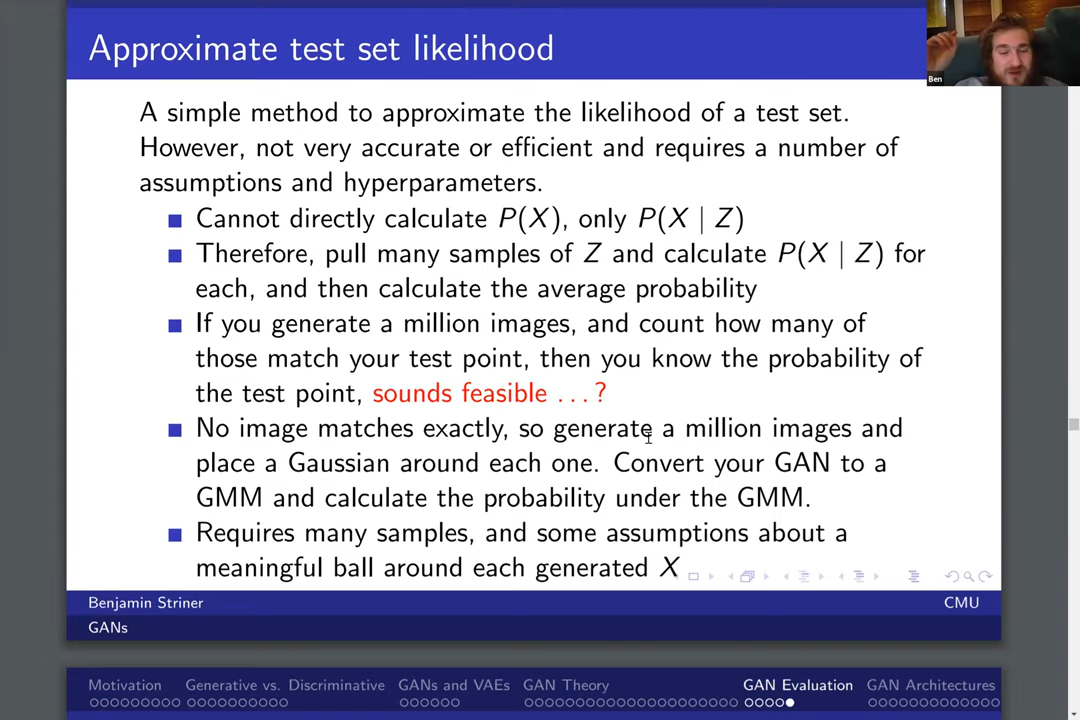 Approximate test set likelihood
Ben
A simple method to approximate the likelihood of a test set.
However, not very accurate or efficient and requires a number of
assumptions and hyperparameters.
Cannot directly calculate P(X), only P(X | Z)
Therefore, pull many samples of Z and calculate P(X | Z) for
each, and then calculate the average probability
If you generate a million images, and count how many of
those match your test point, then you know the probability of
the test point, sounds feasible . . . ?
No image matches exactly, so generate a million images and
place a Gaussian around each one. Convert your GAN to a
GMM and calculate the probability under the GMM.
Requires many samples, and some assumptions about a
meaningful ball around each generated X
Benjamin Striner CMU
GANs
Motivation Generative vs. Discriminative GANs and VAEs GAN Theory GAN Evaluation GAN Architectures